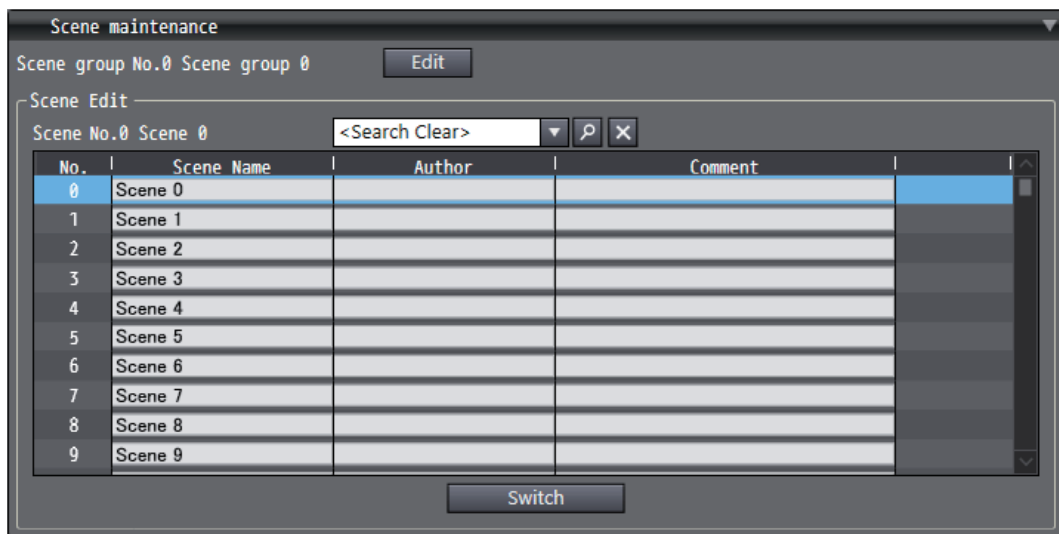 Scene maintenance
Scene group No.0 Scene group 0 Edit
Scene Edit
Scene No.0 Scene 0 <Search Clear>
No. Scene Name Author Comment
0 Scene 0
1 Scene 1
2 Scene 2
3 Scene 3
4 Scene 4
5 Scene 5
6 Scene 6
7 Scene 7
8 Scene 8
9 Scene 9
Switch